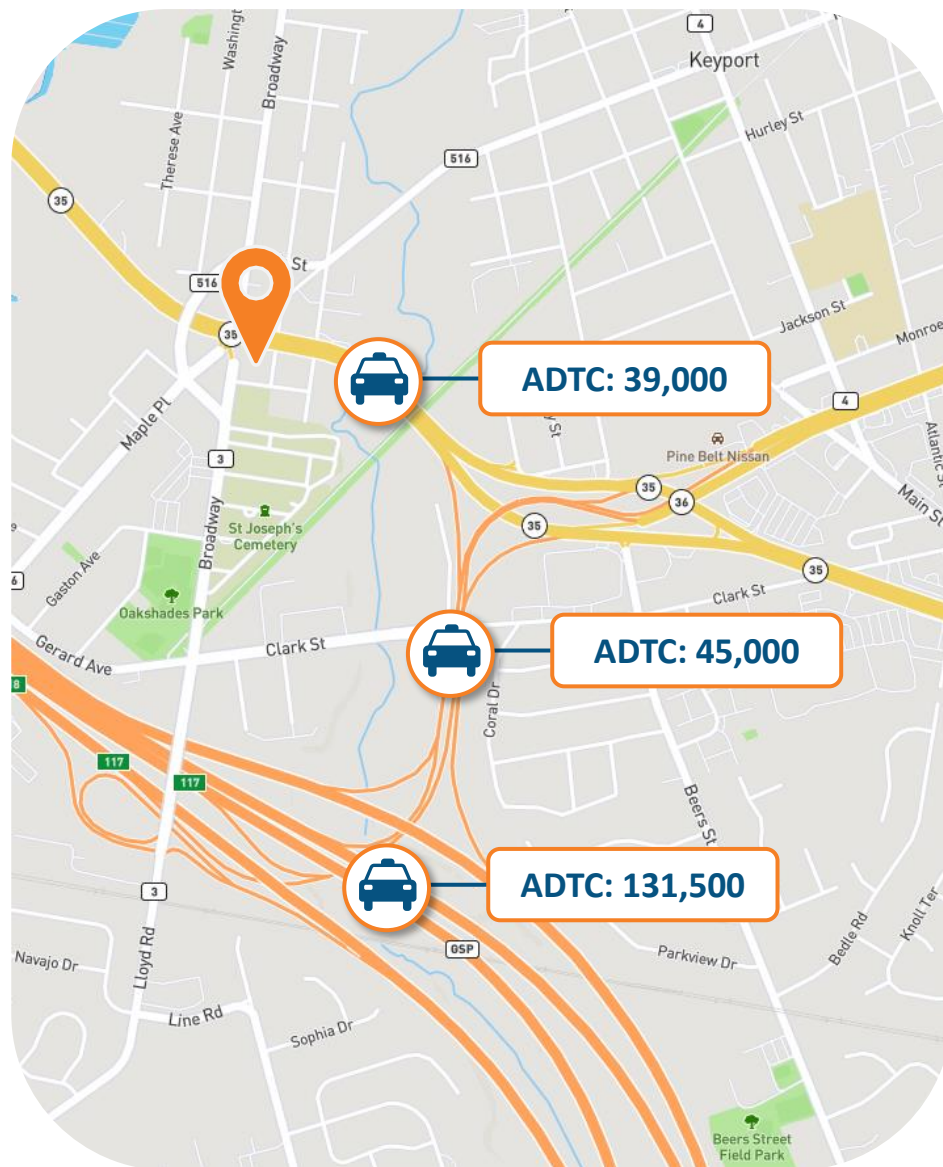 4
Keyport
Washingt
Broadway
Therese Ave
Hurley St
516
35
St
516
35
Jackson St
Monroe
ADTC: 39,000
4
Maple Pl
y St
Pine Belt Nissan
Atlantic St
3
35
36
Main St
35
St Joseph's
Cemetery
Broadway
35
Gaston Ave
6
Oakshades Park
Clark St
Gerard Ave
Clark St
ADTC: 45,000
8
Coral Dr
117
117
Beers St
ADTC: 131,500
3
Knoll Ter
Bedle Rd
Lloyd Rd
GSP
Parkview Dr
Navajo Dr
Line Rd
Sophia Dr
Beers Street
Field Park